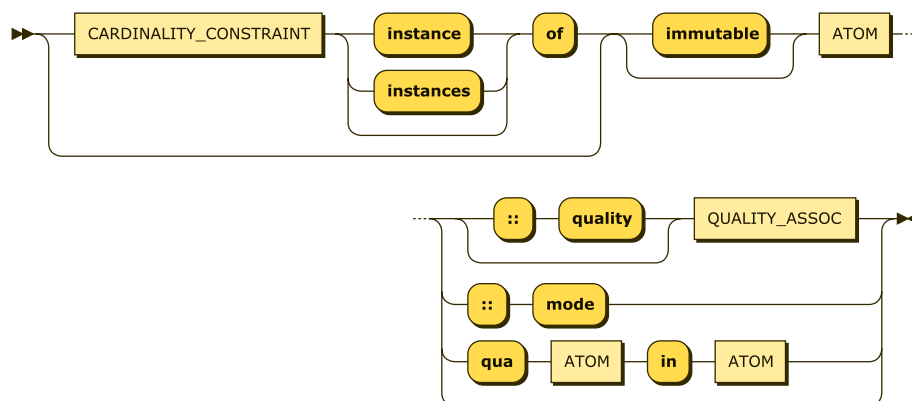 CARDINALITY_CONSTRAINT instance of immutable ATOM
instances
:: quality QUALITY_ASSOC
:: mode
qua ATOM in ATOM